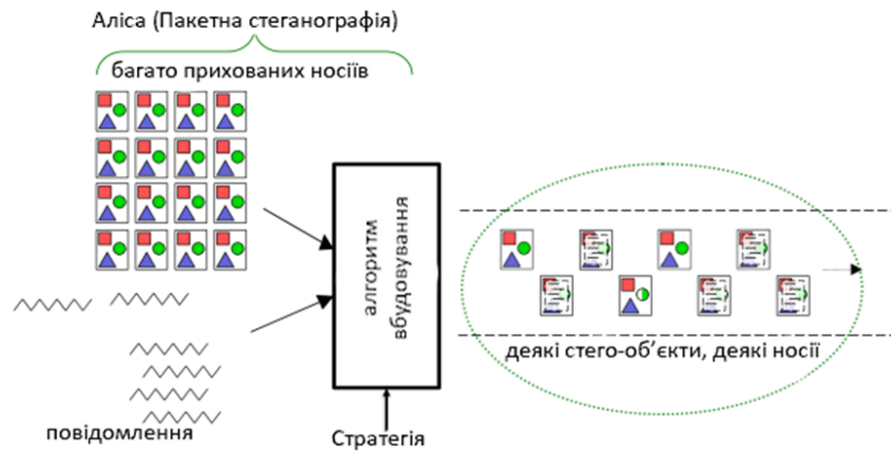 Аліса (Пакетна стеганографія)
багато прихованих носіїв
алгоритм
вбудовування
деякі стего-об’єкти, деякі носії
повідомлення
Стратегія